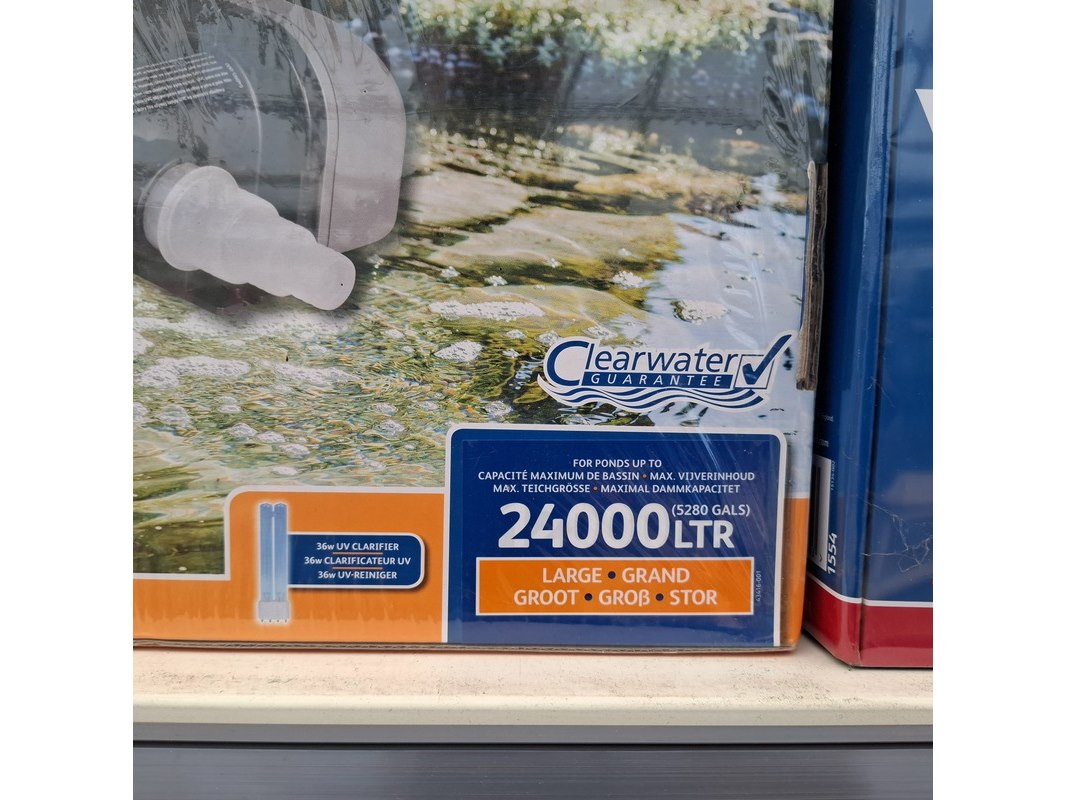 Clearwater
GUARANTEE
FOR PONDS UP TO
CAPACITÉ MAXIMUM DE BASSIN • MAX. VIJVERINHOUD
MAX. TEICHGRÖSSE • MAXIMAL DAMMKAPACITET
24000 LTR
(5280 GALS)
LARGE • GRAND
GROOT • GROß • STOR
36w UV CLARIFIER
36w CLARIFICATEUR UV
36w UV-REINIGER
1554